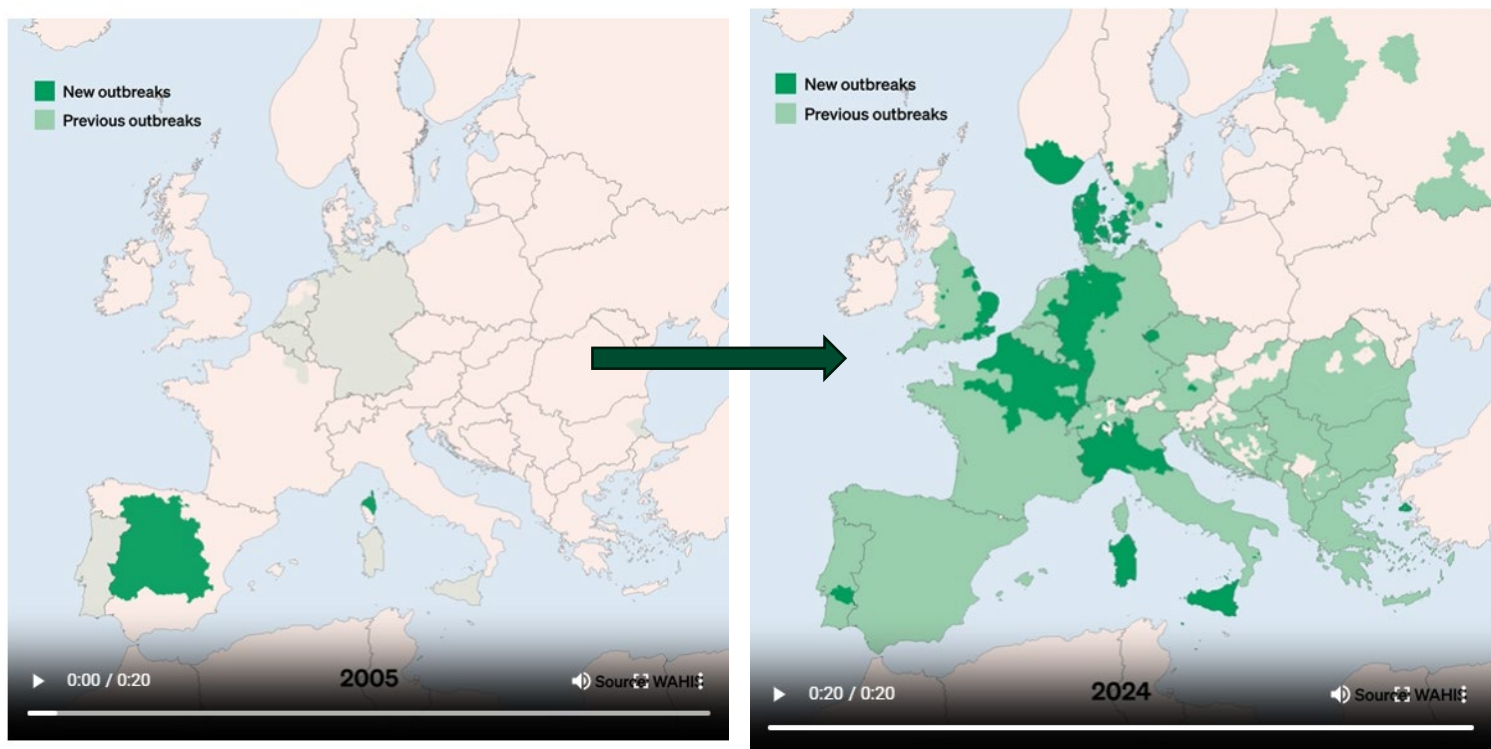 New outbreaks
Previous outbreaks
0:00 / 0:20
2005
Source: WAHIS
New outbreaks
Previous outbreaks
0:20 / 0:20
2024
Source: WAHIS